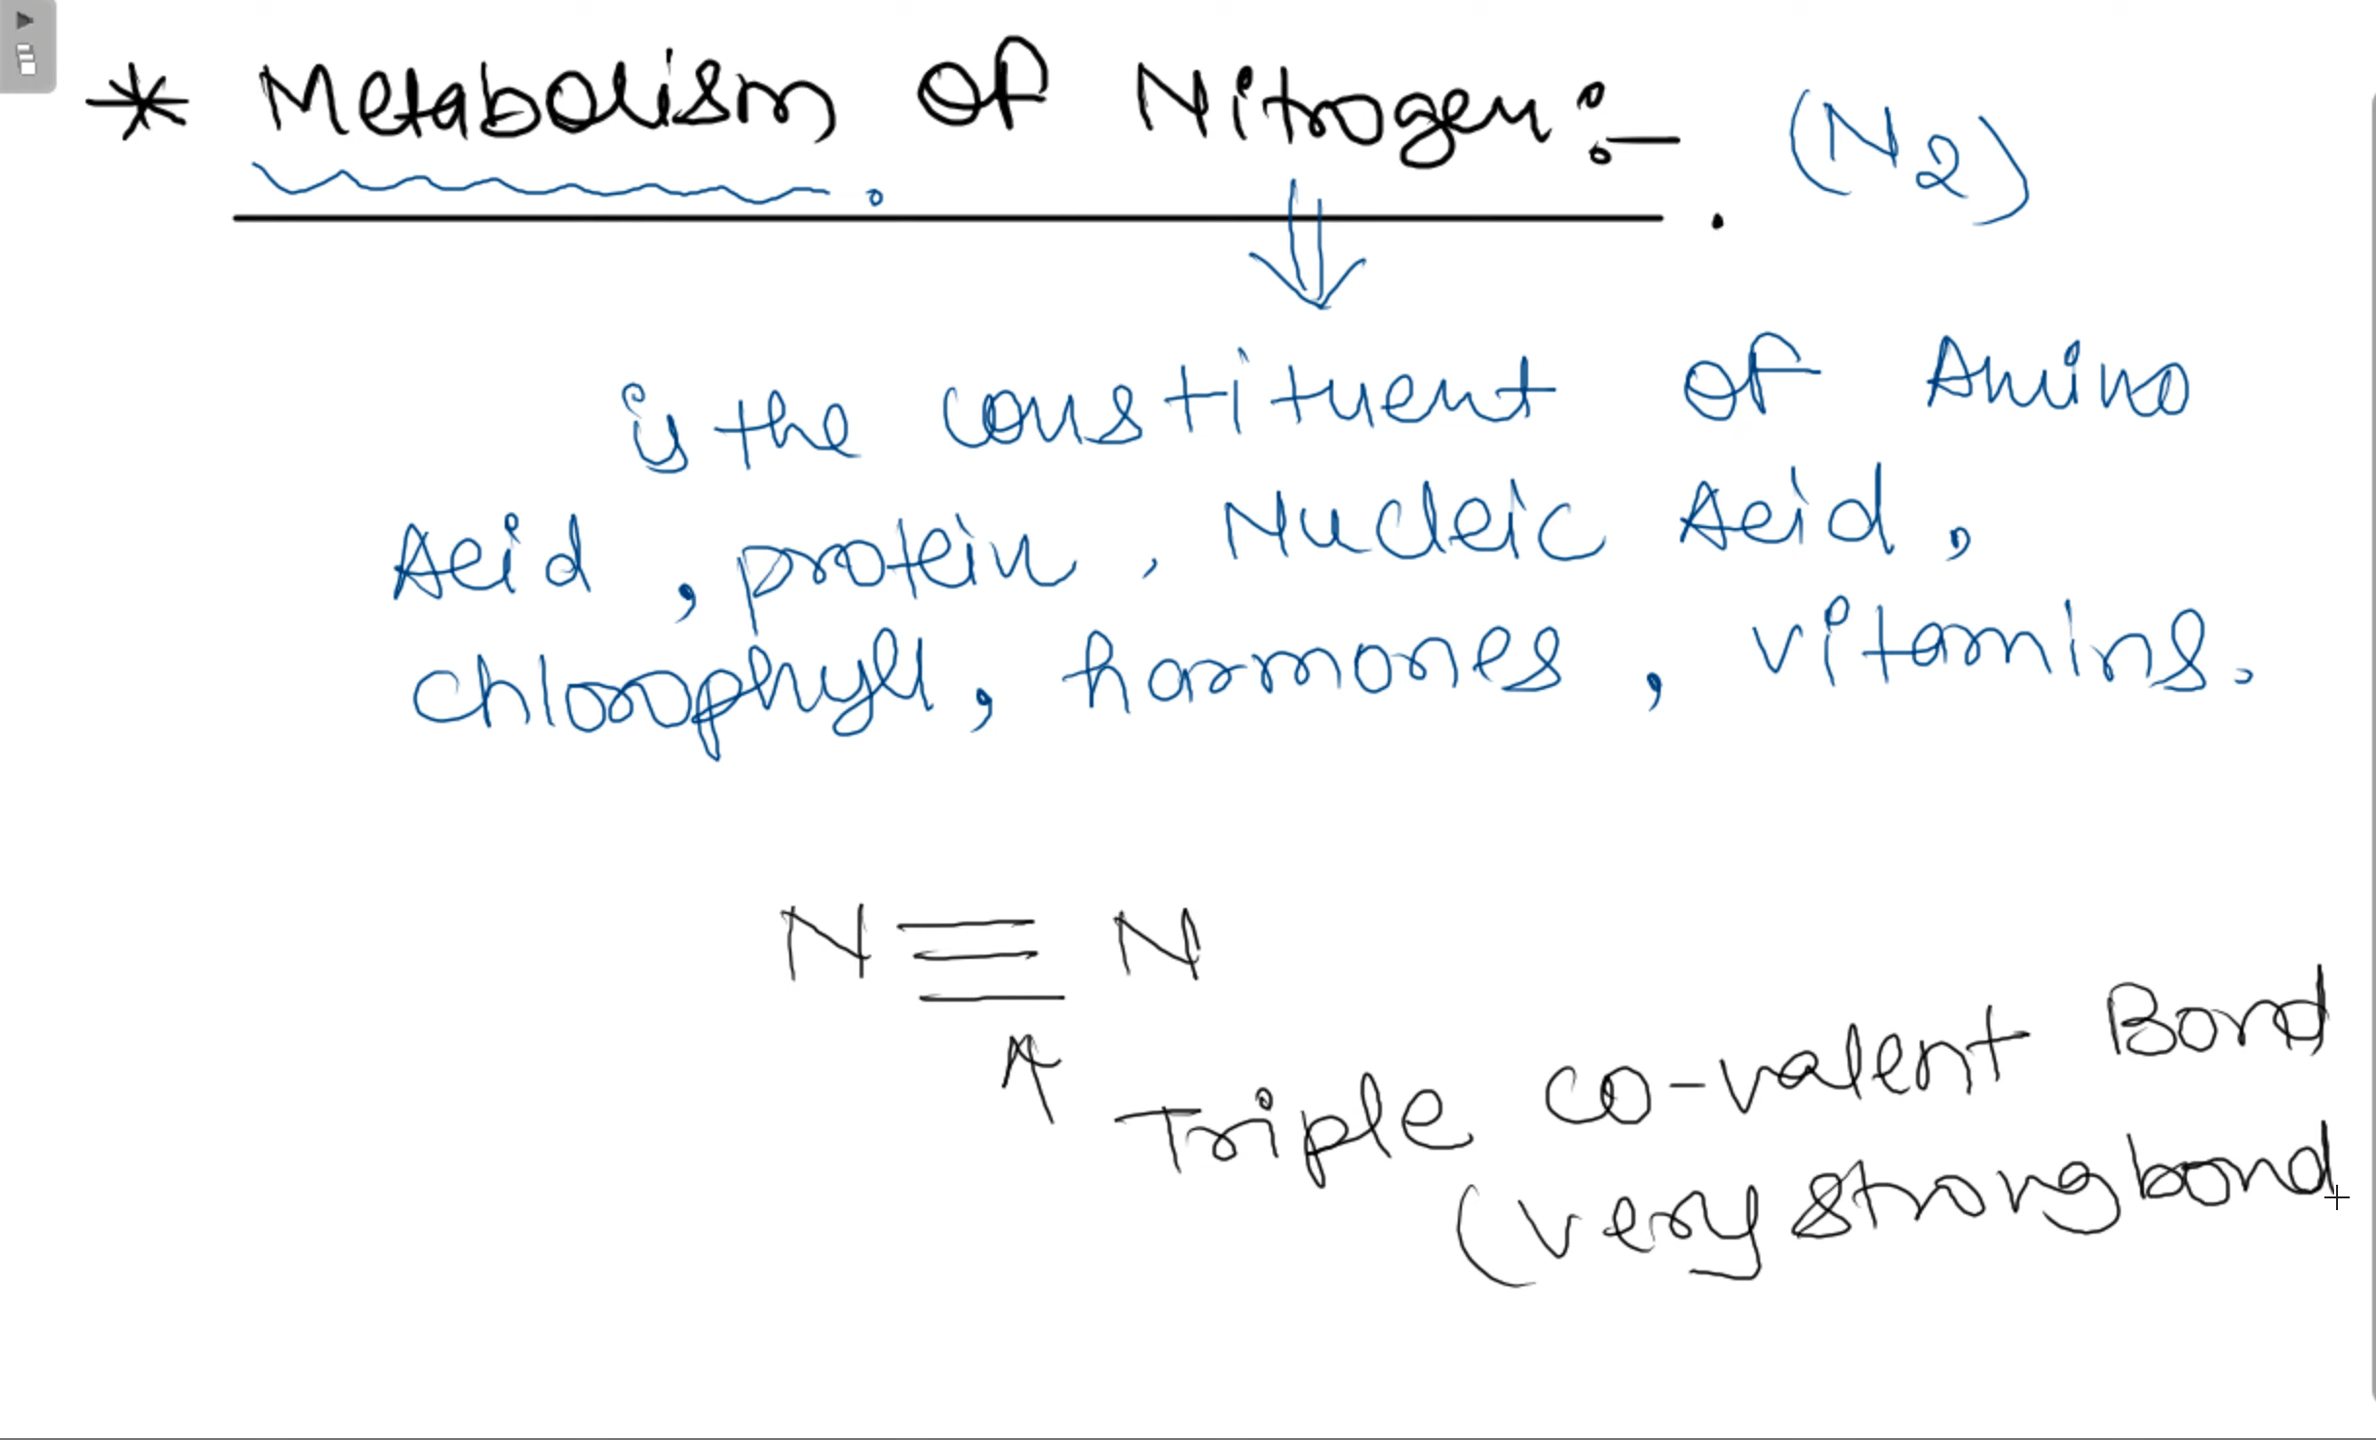 * Metabolism of Nitrogen :- (N2)
is the constituent of Amino
Acid, protein, Nucleic Acid,
chlorophyll, hormones, vitamins.
N ≡ N
Triple co-valent Bond
(very strong bond